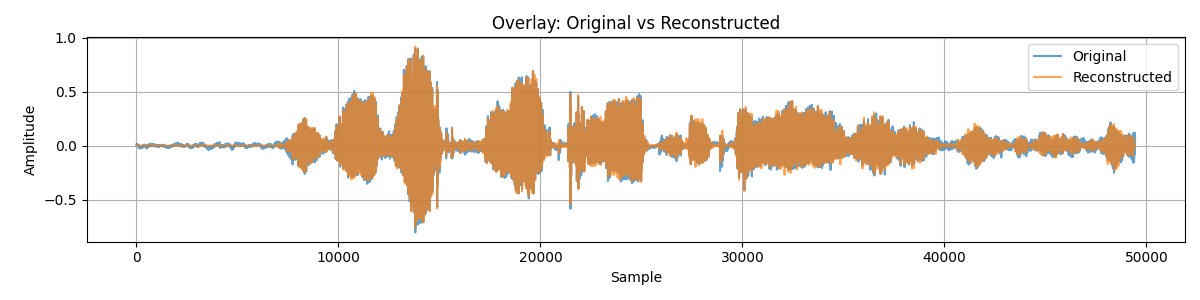 Overlay: Original vs Reconstructed
1.0
0.5
0.0
−0.5
Amplitude
Original
Reconstructed
0
10000
20000
30000
40000
50000
Sample